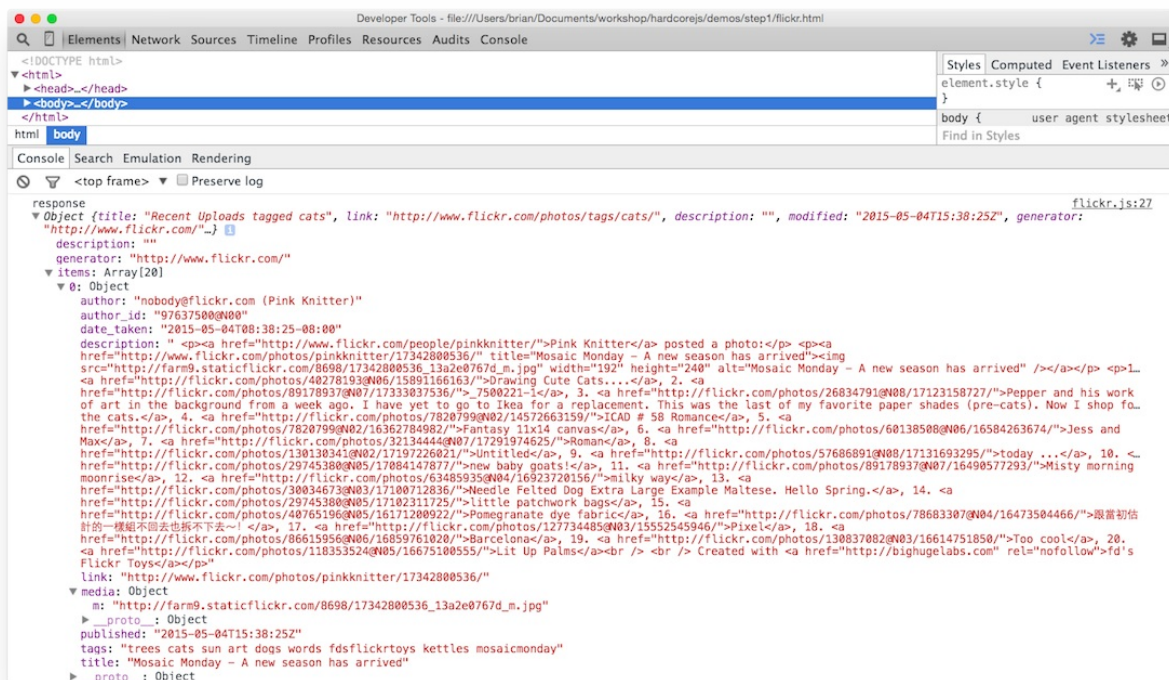 Developer Tools - file:///Users/brian/Documents/workshop/hardcorejs/demos/step1/flickr.html
Elements Network Sources Timeline Profiles Resources Audits Console
<!DOCTYPE html>
▼<html>
▶<head>…</head>
▶<body>…</body>
</html>
html body
Styles Computed Event Listeners »
element.style {
}
body { user agent stylesheet
Find in Styles
Console Search Emulation Rendering
<top frame> ▼ Preserve log
response flickr.js:27
▼Object {title: "Recent Uploads tagged cats", link: "http://www.flickr.com/photos/tags/cats/", description: "", modified: "2015-05-04T15:38:25Z", generator:
"http://www.flickr.com/"…} i
description: ""
generator: "http://www.flickr.com/"
▼items: Array[20]
▼0: Object
author: "nobody@flickr.com (Pink Knitter)"
author_id: "97637500@N00"
date_taken: "2015-05-04T08:38:25-08:00"
description: " <p><a href="http://www.flickr.com/people/pinkknitter/">Pink Knitter</a> posted a photo:</p> <p><a
href="http://www.flickr.com/photos/pinkknitter/17342800536/" title="Mosaic Monday - A new season has arrived"><img
src="http://farm9.staticflickr.com/8698/17342800536_13a2e0767d_m.jpg" width="192" height="240" alt="Mosaic Monday - A new season has arrived" /></a></p> <p>1…
<a href="http://flickr.com/photos/40278193@N06/15891166163/">Drawing Cute Cats....</a>, 2. <a
href="http://flickr.com/photos/89178937@N07/17333037536/">_7500221-1</a>, 3. <a href="http://flickr.com/photos/26834791@N08/17123158727/">Pepper and his work
of art in the background from a week ago. I have yet to go to Ikea for a replacement. This was the last of my favorite paper shades (pre-cats). Now I shop fo…
the cats.</a>, 4. <a href="http://flickr.com/photos/78207799@N02/14572663159/">ICAD # 58 Romance</a>, 5. <a
href="http://flickr.com/photos/7820799@N02/16362784982/">Fantasy 11x14 canvas</a>, 6. <a href="http://flickr.com/photos/60138508@N06/16584263674/">Jess and
Max</a>, 7. <a href="http://flickr.com/photos/32134444@N07/17291974625/">Roman</a>, 8. <a
href="http://flickr.com/photos/130130341@N02/17197226021/">Untitled</a>, 9. <a href="http://flickr.com/photos/57686891@N08/17131693295/">today ...</a>, 10. <…
href="http://flickr.com/photos/29745380@N05/17084147877/">new baby goats!</a>, 11. <a href="http://flickr.com/photos/89178937@N07/16490577293/">Misty morning
moonrise</a>, 12. <a href="http://flickr.com/photos/63485935@N04/16923720156/">milky way</a>, 13. <a
href="http://flickr.com/photos/30034673@N03/17100712836/">Needle Felted Dog Extra Large Example Maltese. Hello Spring.</a>, 14. <a
href="http://flickr.com/photos/29745380@N05/17102311725/">little patchwork bags</a>, 15. <a
href="http://flickr.com/photos/40765196@N05/16171200922/">Pomegranate dye fabric</a>, 16. <a href="http://flickr.com/photos/78683307@N04/16473504466/">跟當初估
計的一樣組不回去也拆不下去～! </a>, 17. <a href="http://flickr.com/photos/127734485@N03/15552545946/">Pixel</a>, 18. <a
href="http://flickr.com/photos/86615956@N06/16859761020/">Barcelona</a>, 19. <a href="http://flickr.com/photos/130837082@N03/16614751850/">Too cool</a>, 20.
<a href="http://flickr.com/photos/118353524@N05/16675100555/">Lit Up Palms</a><br /> <br /> Created with <a href="http://bighugelabs.com" rel="nofollow">fd's
Flickr Toys</a></p>"
link: "http://www.flickr.com/photos/pinkknitter/17342800536/"
▼media: Object
m: "http://farm9.staticflickr.com/8698/17342800536_13a2e0767d_m.jpg"
▶__proto__: Object
published: "2015-05-04T15:38:25Z"
tags: "trees cats sun art dogs words fdsflickrtoys kettles mosaicmonday"
title: "Mosaic Monday - A new season has arrived"
▶__proto__: Object